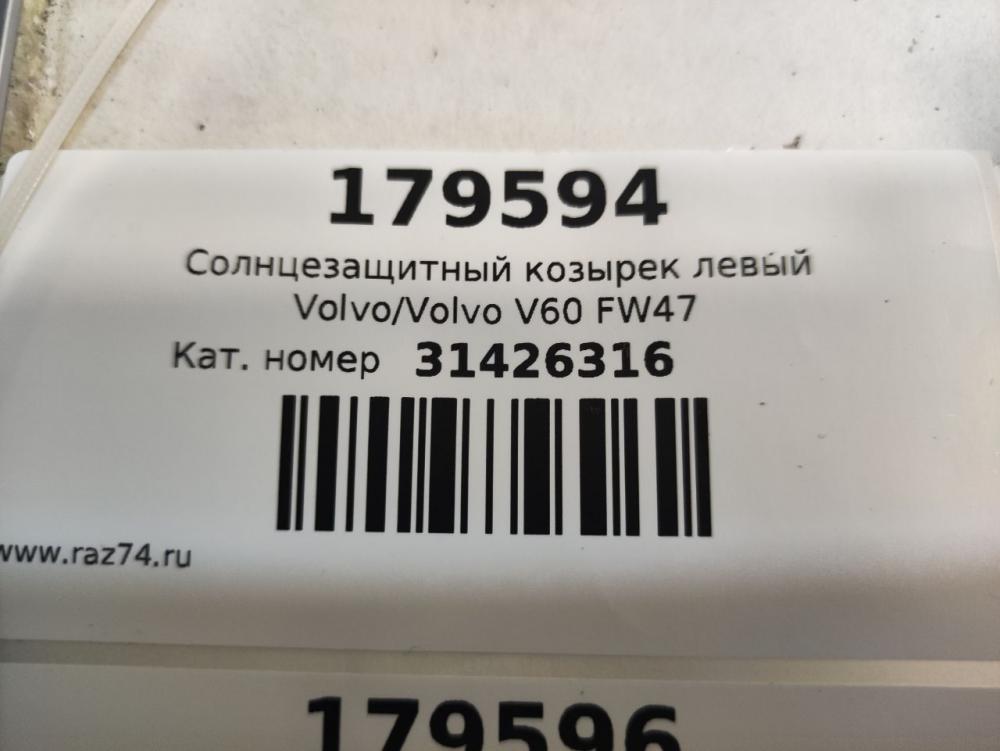 179594
Солнцезащитный козырек левый
Volvo/Volvo V60 FW47
Кат. номер 31426316
www.raz74.ru
179596